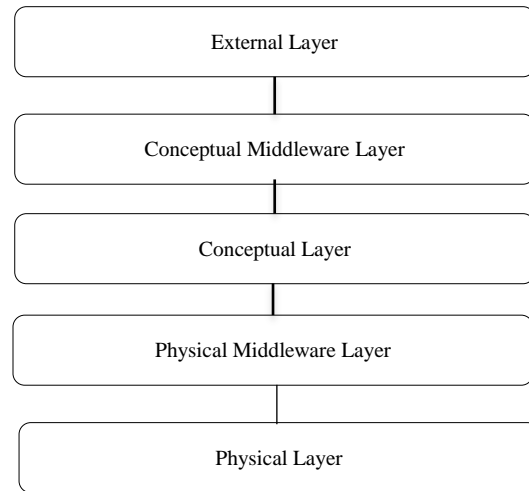 External Layer
Conceptual Middleware Layer
Conceptual Layer
Physical Middleware Layer
Physical Layer